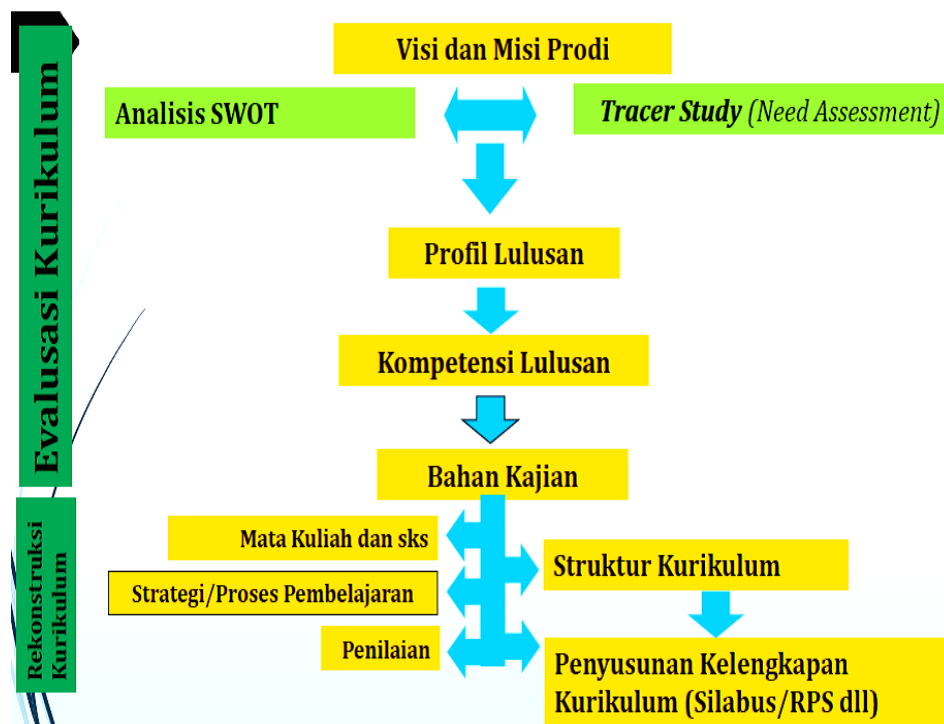 Evalusasi Kurikulum
Visi dan Misi Prodi
Analisis SWOT
Tracer Study (Need Assessment)
Profil Lulusan
Kompetensi Lulusan
Bahan Kajian
Rekonstruksi
Kurikulum
Mata Kuliah dan sks
Struktur Kurikulum
Strategi/Proses Pembelajaran
Penilaian
Penyusunan Kelengkapan
Kurikulum (Silabus/RPS dll)